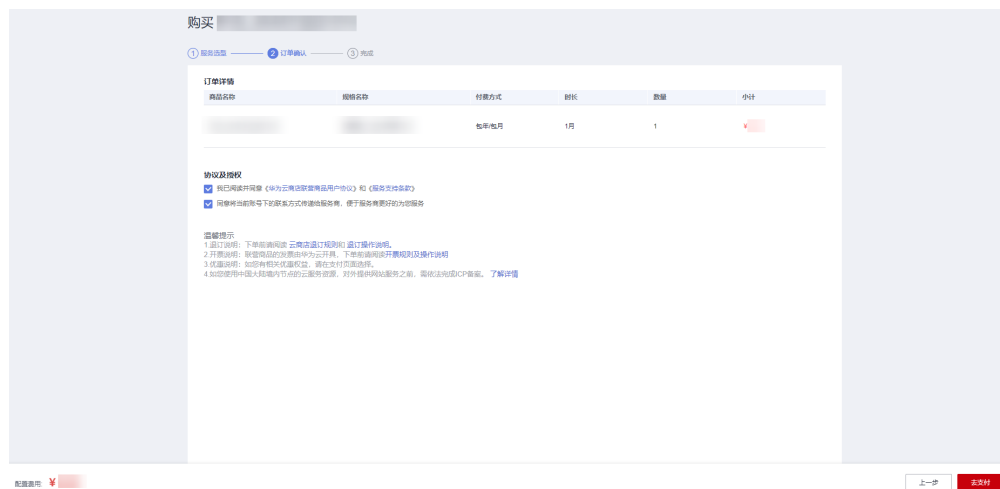 购买
1 服务选型 2 订单确认 3 完成
订单详情
商品名称 规格名称 付费方式 时长 数量 小计
包年/包月 1月 1 ¥
协议及授权
我已阅读并同意《华为云商店联营商品用户协议》和《服务支持条款》
同意将当前账号下的联系方式传递给服务商，便于服务商更好的为您服务
温馨提示
1.退订说明：下单前请阅读 云商店退订规则和 退订操作说明。
2.开票说明：联营商品的发票由华为云开具，下单前请阅读开票规则及操作说明
3.优惠说明：如您有相关优惠权益，请在支付页面选择。
4.如您使用中国大陆境内节点的云服务资源，对外提供网站服务之前，需依法完成ICP备案。 了解详情
配置费用 ¥
上一步 去支付